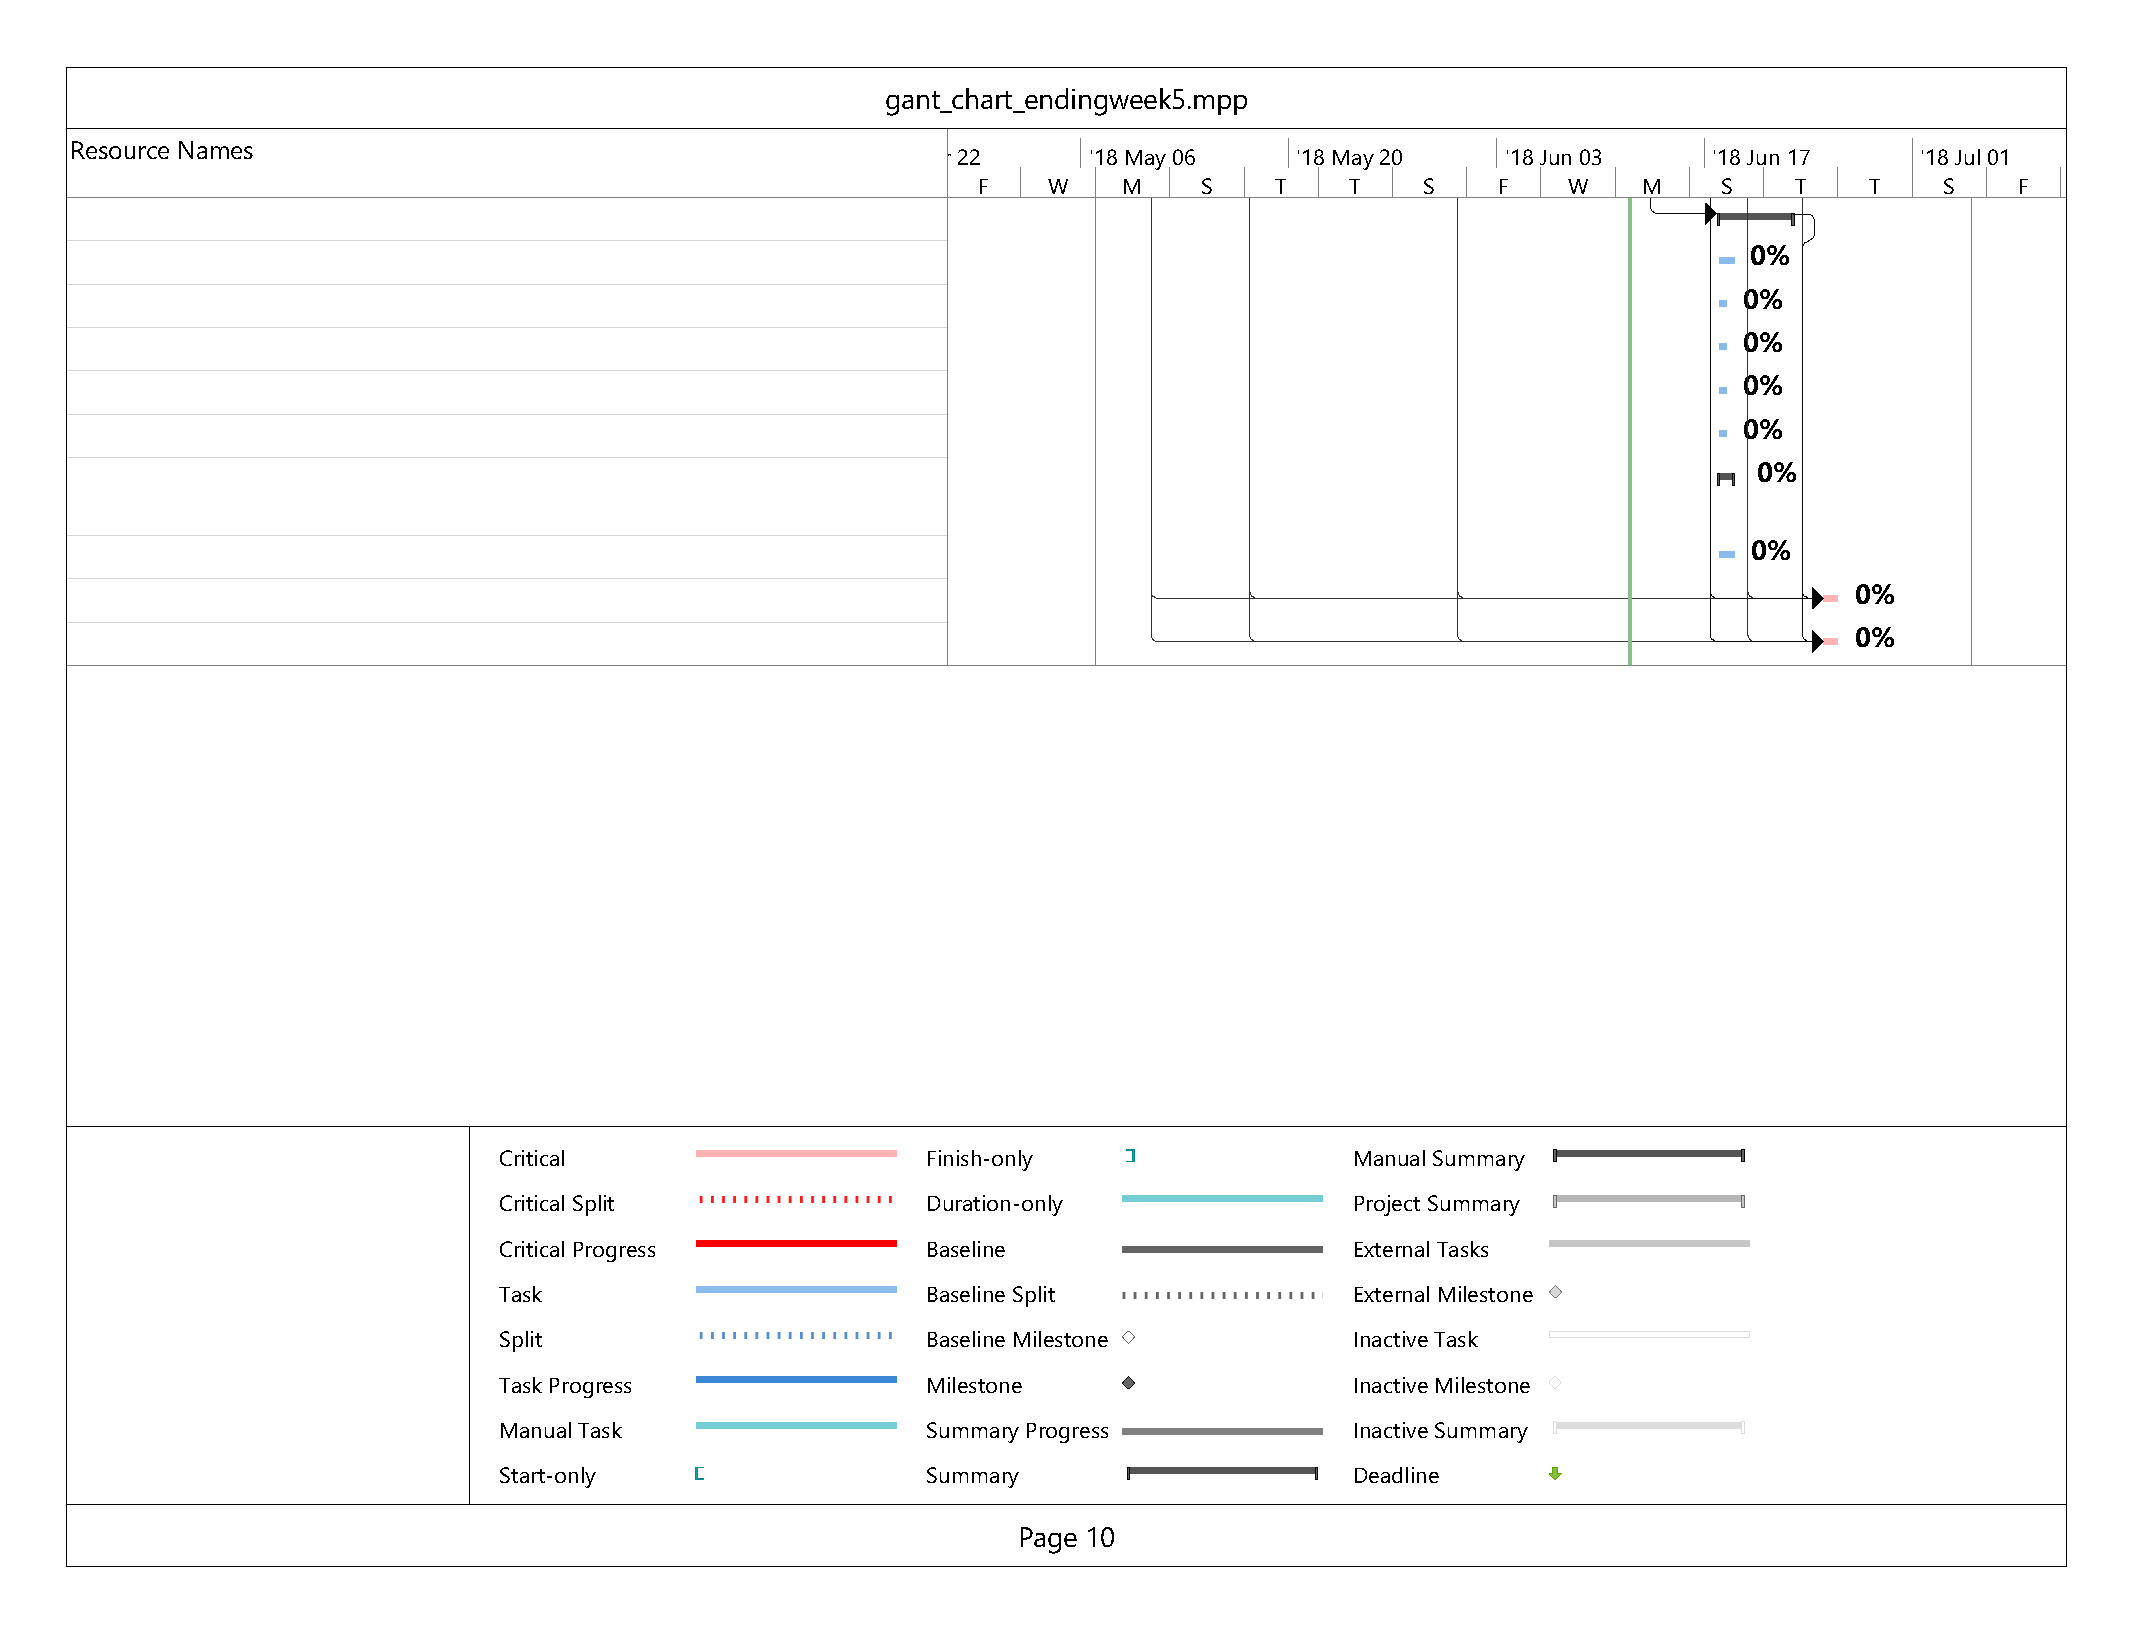 gant_chart_endingweek5.mpp
Resource Names
r 22 '18 May 06 '18 May 20 '18 Jun 03 '18 Jun 17 '18 Jul 01
F W M S T T S F W M S T T S F
0%
0%
0%
0%
0%
0%
0%
0%
0%
Critical Finish-only Manual Summary
Critical Split Duration-only Project Summary
Critical Progress Baseline External Tasks
Task Baseline Split External Milestone
Split Baseline Milestone Inactive Task
Task Progress Milestone Inactive Milestone
Manual Task Summary Progress Inactive Summary
Start-only Summary Deadline
Page 10